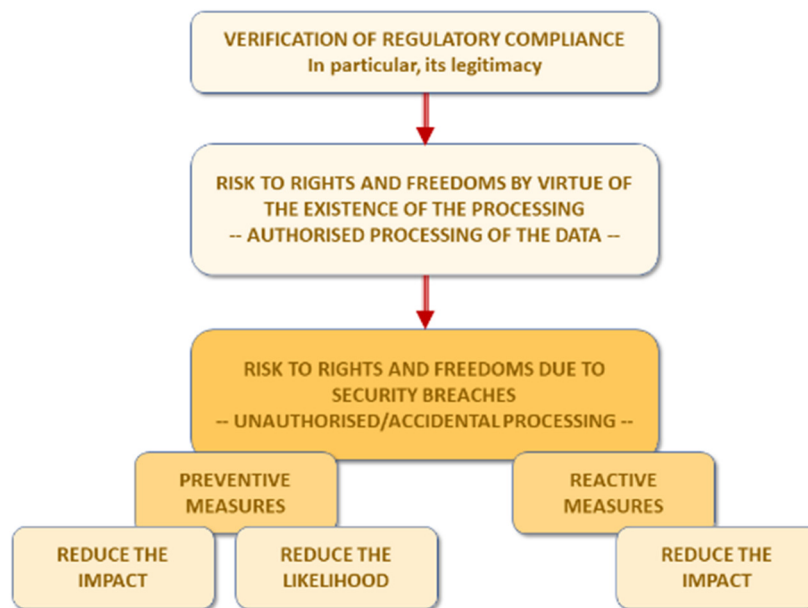 VERIFICATION OF REGULATORY COMPLIANCE
In particular, its legitimacy
RISK TO RIGHTS AND FREEDOMS BY VIRTUE OF
THE EXISTENCE OF THE PROCESSING
-- AUTHORISED PROCESSING OF THE DATA --
RISK TO RIGHTS AND FREEDOMS DUE TO
SECURITY BREACHES
-- UNAUTHORISED/ACCIDENTAL PROCESSING --
PREVENTIVE
MEASURES
REACTIVE
MEASURES
REDUCE THE
IMPACT
REDUCE THE
LIKELIHOOD
REDUCE THE
IMPACT